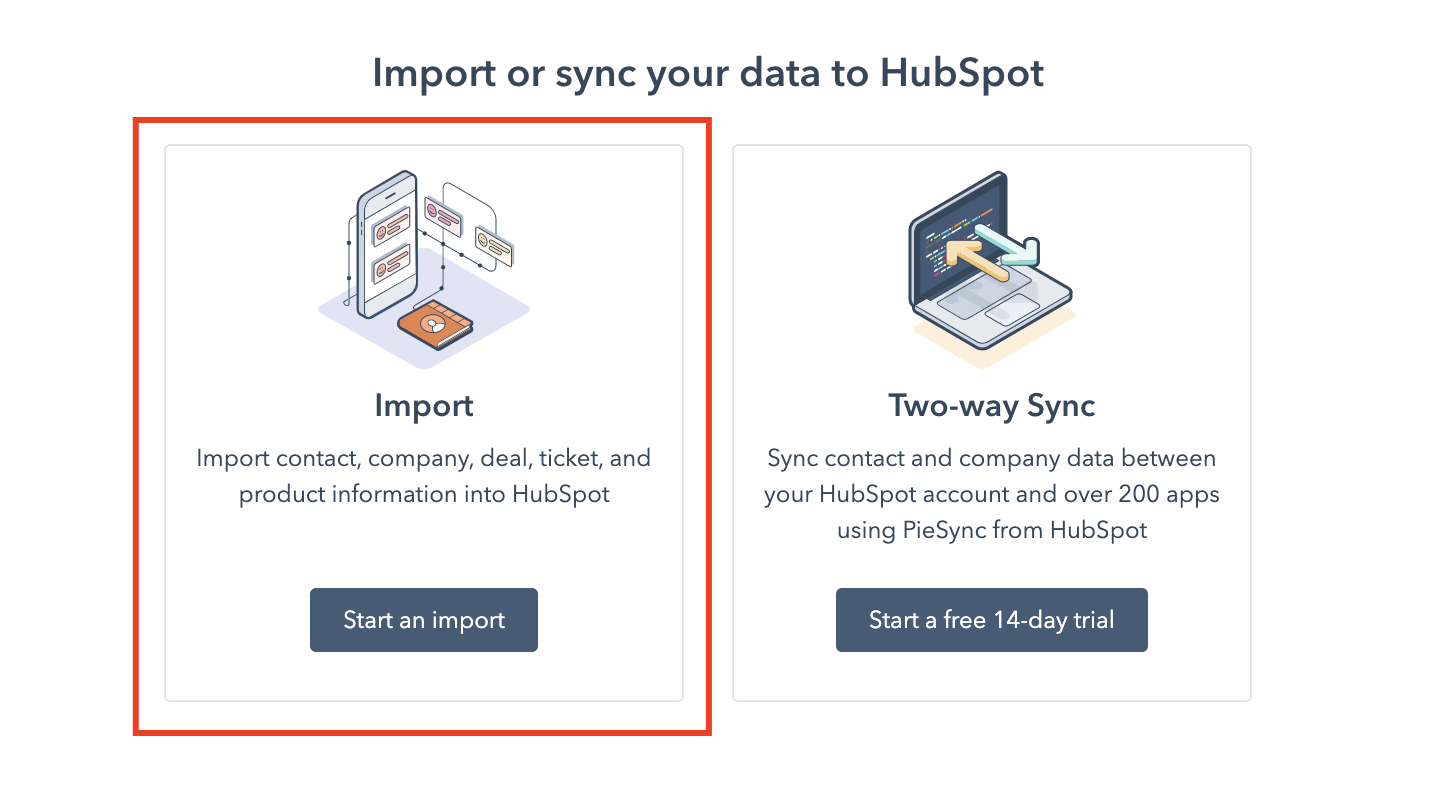 Import or sync your data to HubSpot
Import
Import contact, company, deal, ticket, and
product information into HubSpot
Start an import
Two-way Sync
Sync contact and company data between
your HubSpot account and over 200 apps
using PieSync from HubSpot
Start a free 14-day trial